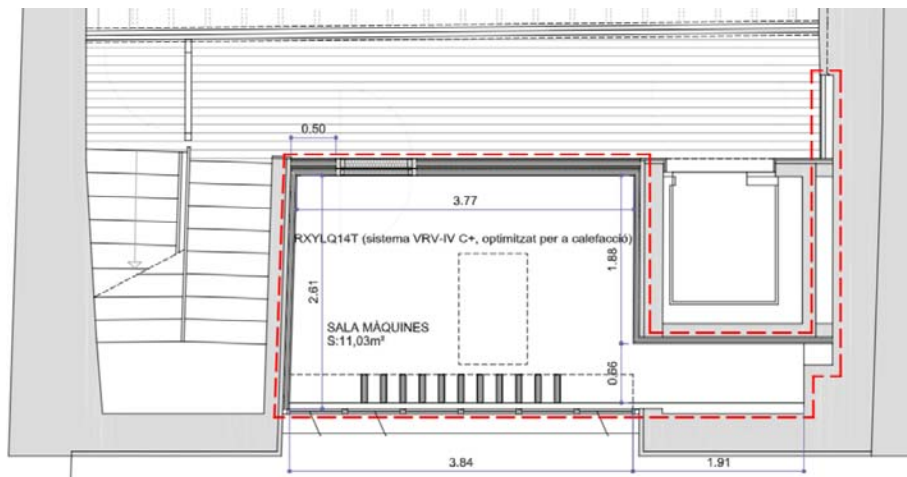 0.50
3.77
RXYLQ14T (sistema VRV-IV C+, optimitzat per a calefacció)
1.88
2.61
SALA MÀQUINES
S:11,03m²
0.66
3.84
1.91